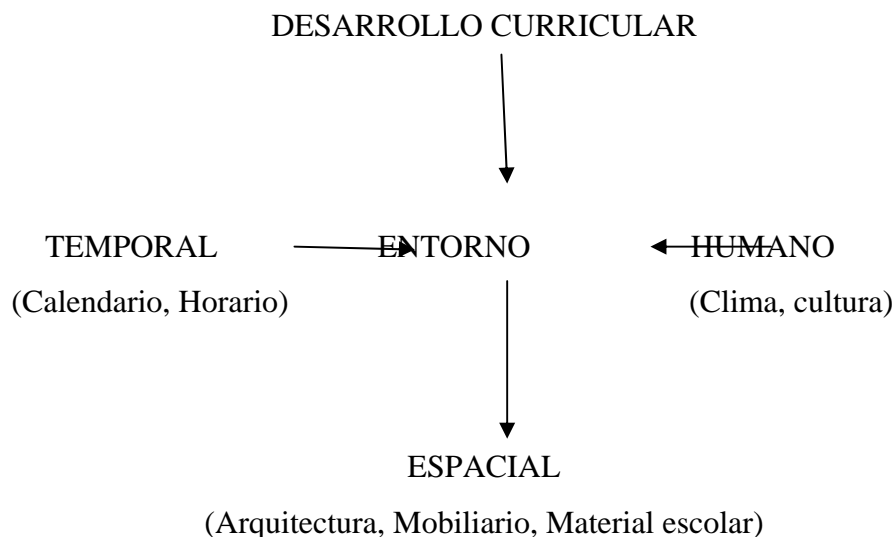 DESARROLLO CURRICULAR
TEMPORAL ENTORNO HUMANO
(Calendario, Horario) (Clima, cultura)
ESPACIAL
(Arquitectura, Mobiliario, Material escolar)